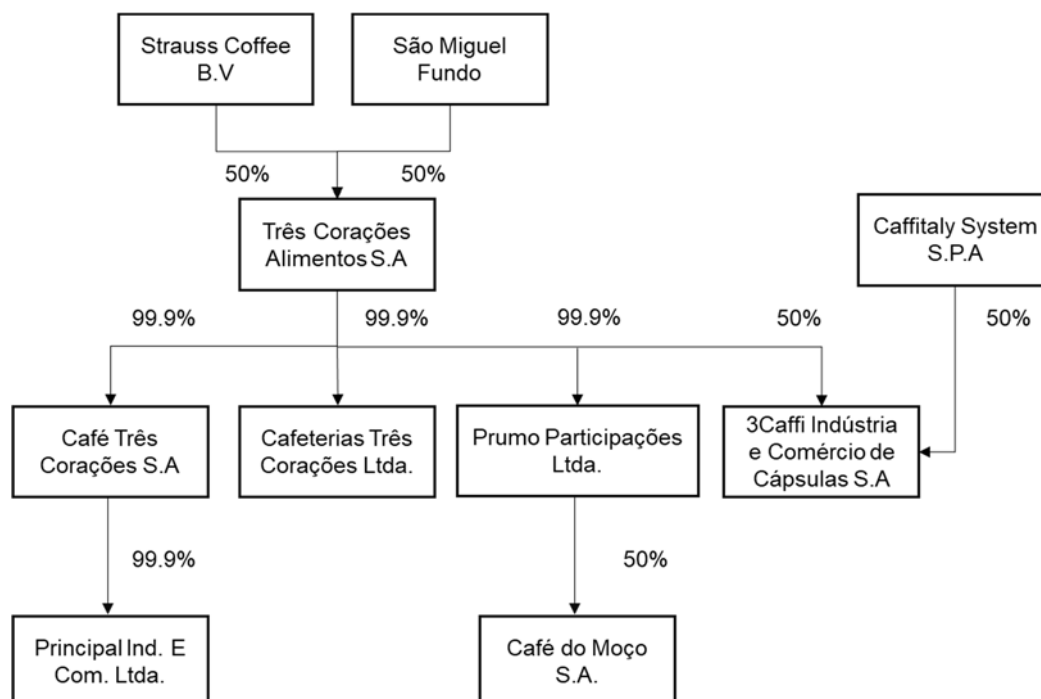 Strauss Coffee
B.V
São Miguel
Fundo
50%
50%
Três Corações
Alimentos S.A
Caffitaly System
S.P.A
99.9%
99.9%
99.9%
50%
50%
Café Três
Corações S.A
Cafeterias Três
Corações Ltda.
Prumo Participações
Ltda.
3Caffi Indústria
e Comércio de
Cápsulas S.A
99.9%
50%
Principal Ind. E
Com. Ltda.
Café do Moço
S.A.